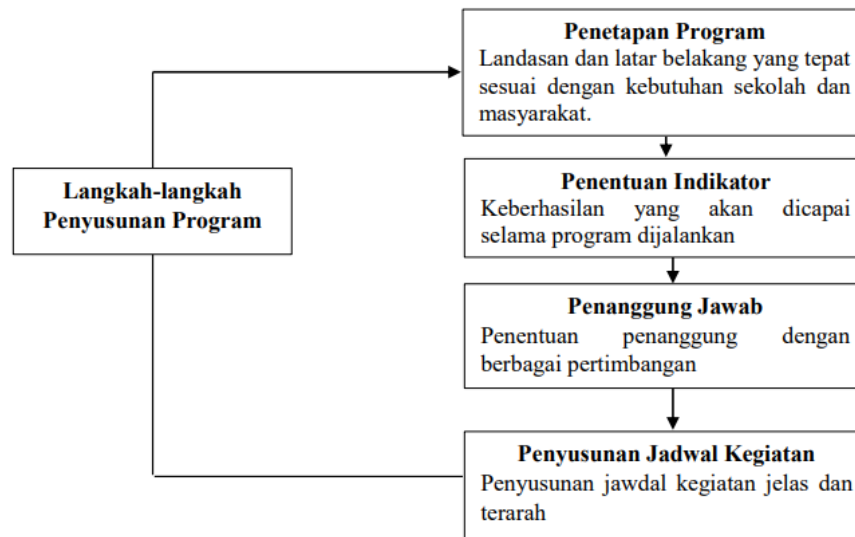 Langkah-langkah
Penyusunan Program
Penetapan Program
Landasan dan latar belakang yang tepat
sesuai dengan kebutuhan sekolah dan
masyarakat.
Penentuan Indikator
Keberhasilan yang akan dicapai
selama program dijalankan
Penanggung Jawab
Penentuan penanggung dengan
berbagai pertimbangan
Penyusunan Jadwal Kegiatan
Penyusunan jawdal kegiatan jelas dan
terarah